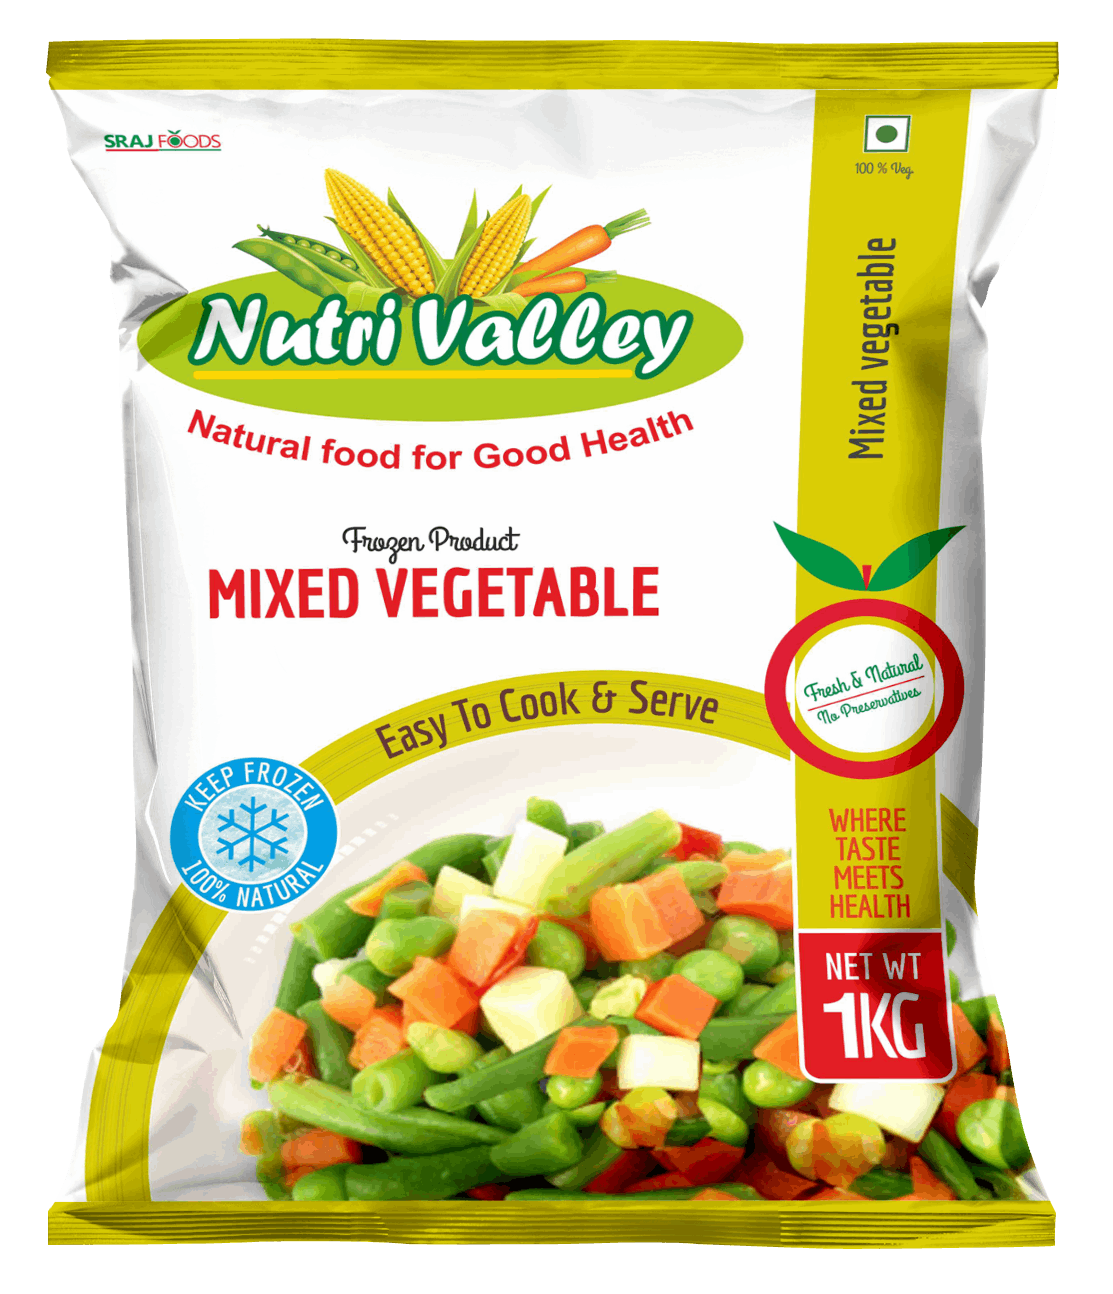 SRAJ FOODS
100 % Veg.
Mixed vegetable
Nutri Valley
Natural food for Good Health
Frozen Product
MIXED VEGETABLE
Fresh & Natural
No Preservatives
Easy To Cook & Serve
KEEP FROZEN
100% NATURAL
WHERE
TASTE
MEETS
HEALTH
NET WT
1KG